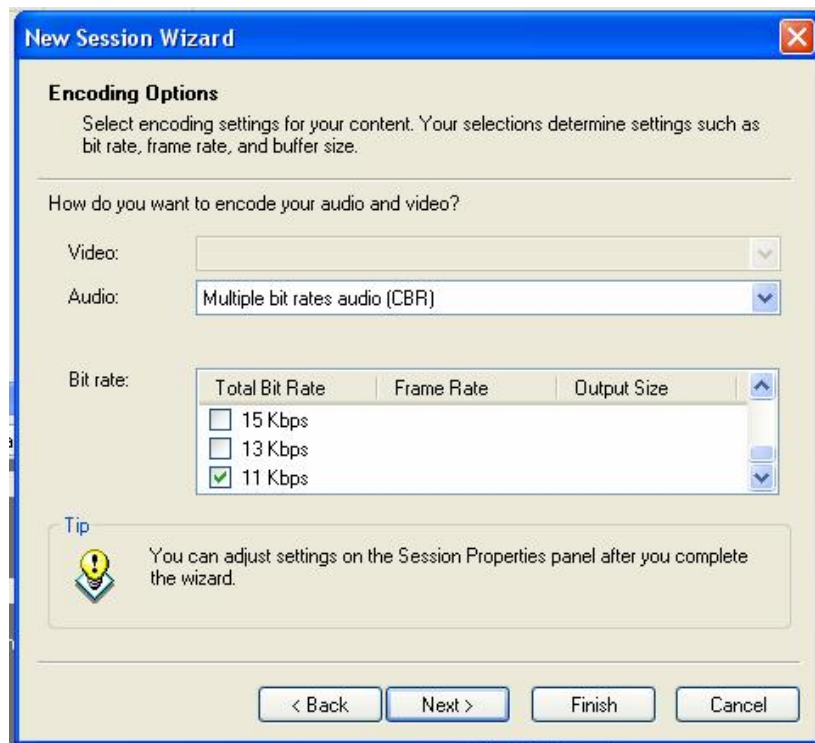 New Session Wizard
Encoding Options
Select encoding settings for your content. Your selections determine settings such as
bit rate, frame rate, and buffer size.
How do you want to encode your audio and video?
Video:
Audio:
Multiple bit rates audio (CBR)
Bit rate:
Total Bit Rate Frame Rate Output Size
15 Kbps
13 Kbps
11 Kbps
Tip
You can adjust settings on the Session Properties panel after you complete
the wizard.
< Back Next > Finish Cancel